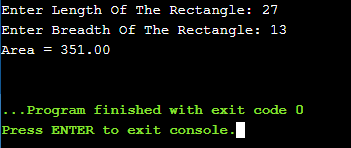 Enter Length Of The Rectangle: 27
Enter Breadth Of The Rectangle: 13
Area = 351.00
...Program finished with exit code 0
Press ENTER to exit console.